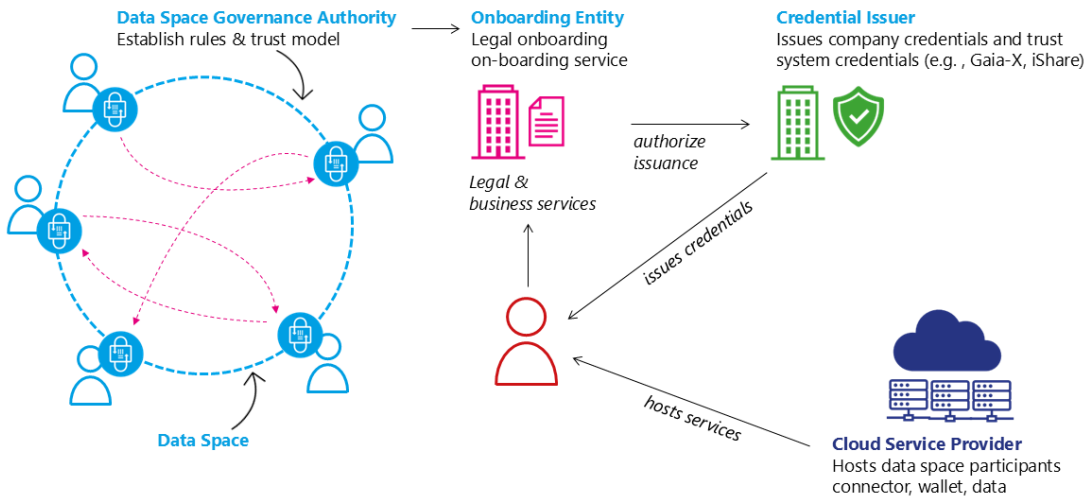 Data Space Governance Authority
Establish rules & trust model
Onboarding Entity
Legal onboarding
on-boarding service
Credential Issuer
Issues company credentials and trust
system credentials (e.g. , Gaia-X, iShare)
authorize
issuance
Legal &
business services
issues credentials
hosts services
Data Space
Cloud Service Provider
Hosts data space participants
connector, wallet, data